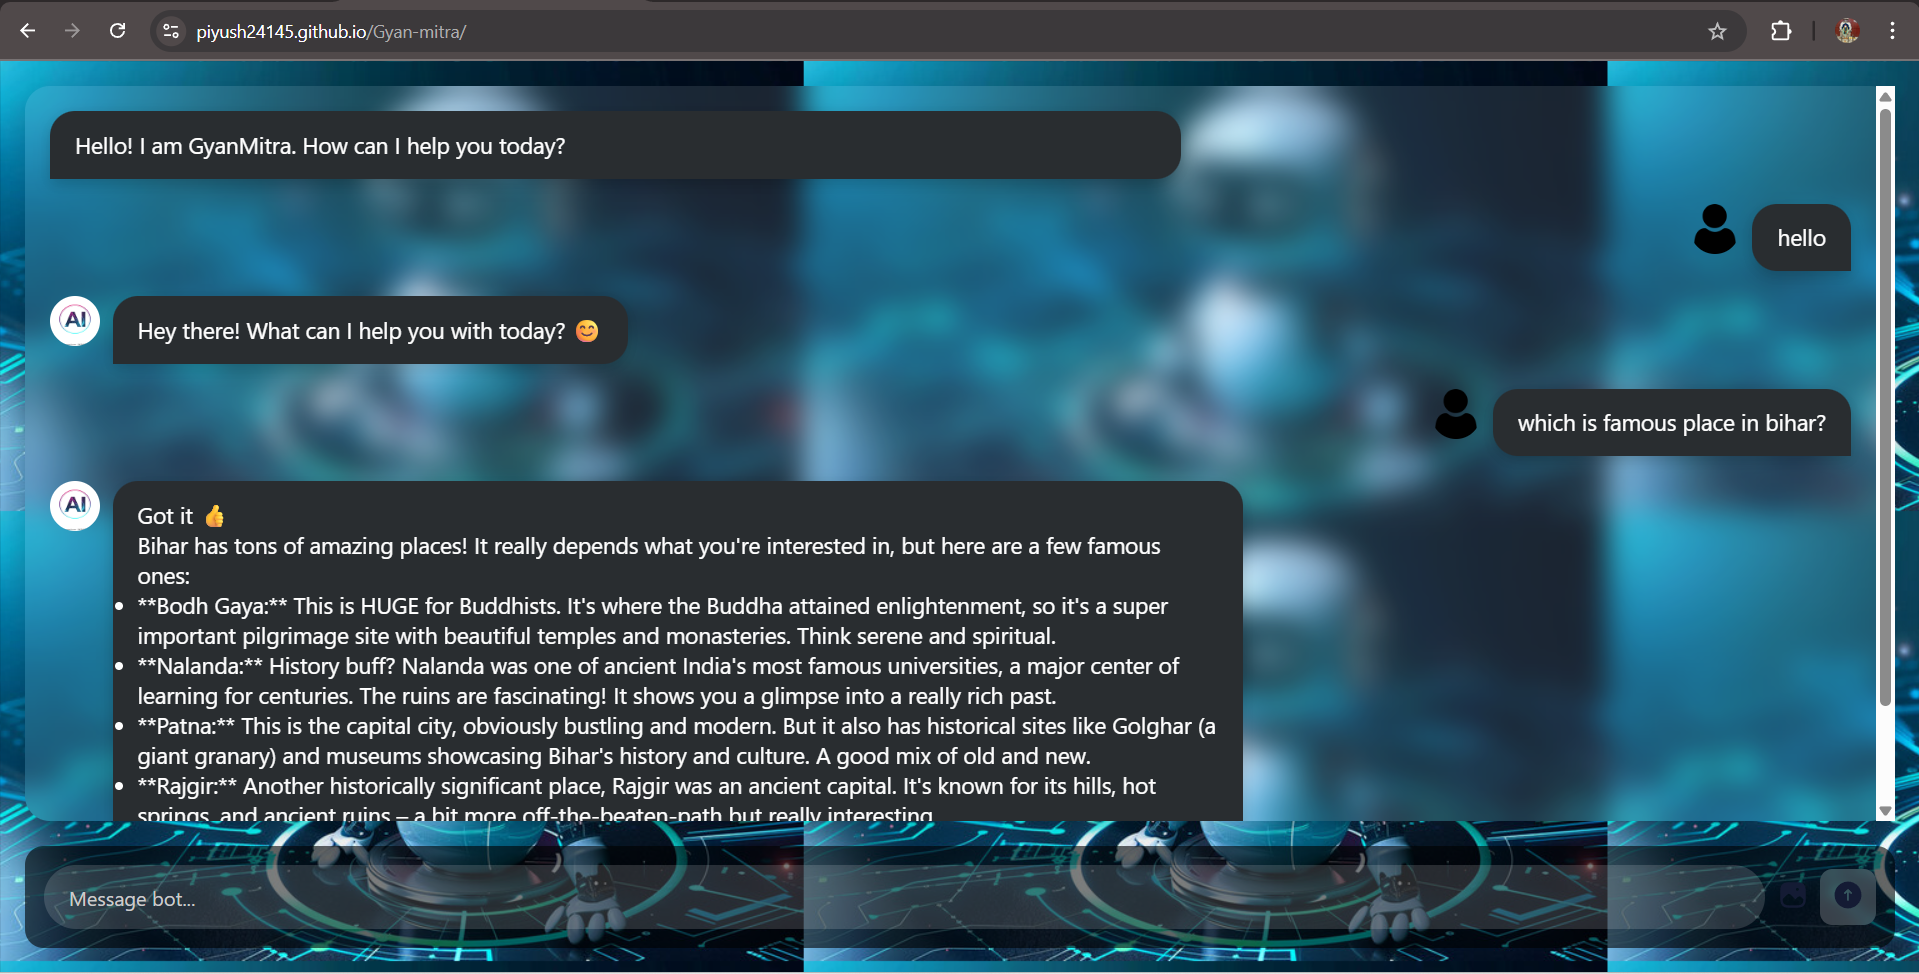 piyush24145.github.io/Gyan-mitra/
Hello! I am GyanMitra. How can I help you today?
hello
AI
Hey there! What can I help you with today? 😊
which is famous place in bihar?
AI
Got it 👍
Bihar has tons of amazing places! It really depends what you're interested in, but here are a few famous
ones:
• **Bodh Gaya:** This is HUGE for Buddhists. It's where the Buddha attained enlightenment, so it's a super
important pilgrimage site with beautiful temples and monasteries. Think serene and spiritual.
• **Nalanda:** History buff? Nalanda was one of ancient India's most famous universities, a major center of
learning for centuries. The ruins are fascinating! It shows you a glimpse into a really rich past.
• **Patna:** This is the capital city, obviously bustling and modern. But it also has historical sites like Golghar (a
giant granary) and museums showcasing Bihar's history and culture. A good mix of old and new.
• **Rajgir:** Another historically significant place, Rajgir was an ancient capital. It's known for its hills, hot
springs, and ancient ruins – a bit more off-the-beaten-path but really interesting.
Message bot...